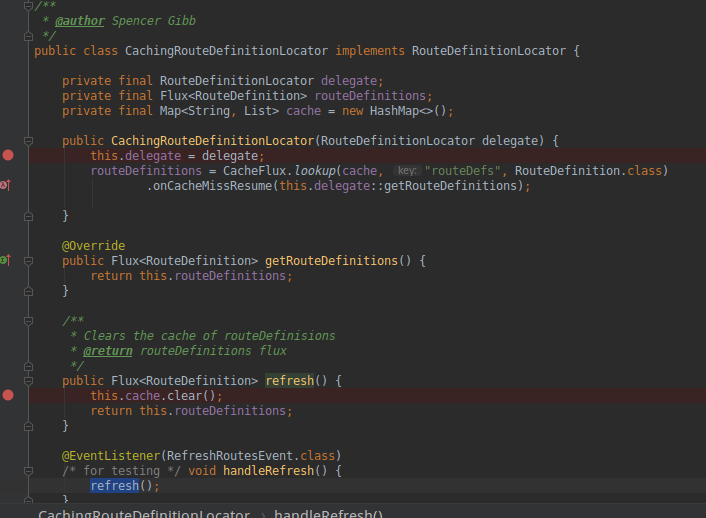 /**
 * @author Spencer Gibb
 */
public class CachingRouteDefinitionLocator implements RouteDefinitionLocator {
    private final RouteDefinitionLocator delegate;
    private final Flux<RouteDefinition> routeDefinitions;
    private final Map<String, List> cache = new HashMap<>();
    public CachingRouteDefinitionLocator(RouteDefinitionLocator delegate) {
        this.delegate = delegate;
        routeDefinitions = CacheFlux.lookup(cache, key: "routeDefs", RouteDefinition.class)
                .onCacheMissResume(this.delegate::getRouteDefinitions);
    }
    @Override
    public Flux<RouteDefinition> getRouteDefinitions() {
        return this.routeDefinitions;
    }
    /**
     * Clears the cache of routeDefinisions
     * @return routeDefinitions flux
     */
    public Flux<RouteDefinition> refresh() {
        this.cache.clear();
        return this.routeDefinitions;
    }
    @EventListener(RefreshRoutesEvent.class)
    /* for testing */ void handleRefresh() {
        refresh();
    }
CachingRouteDefinitionLocator › handleRefresh()